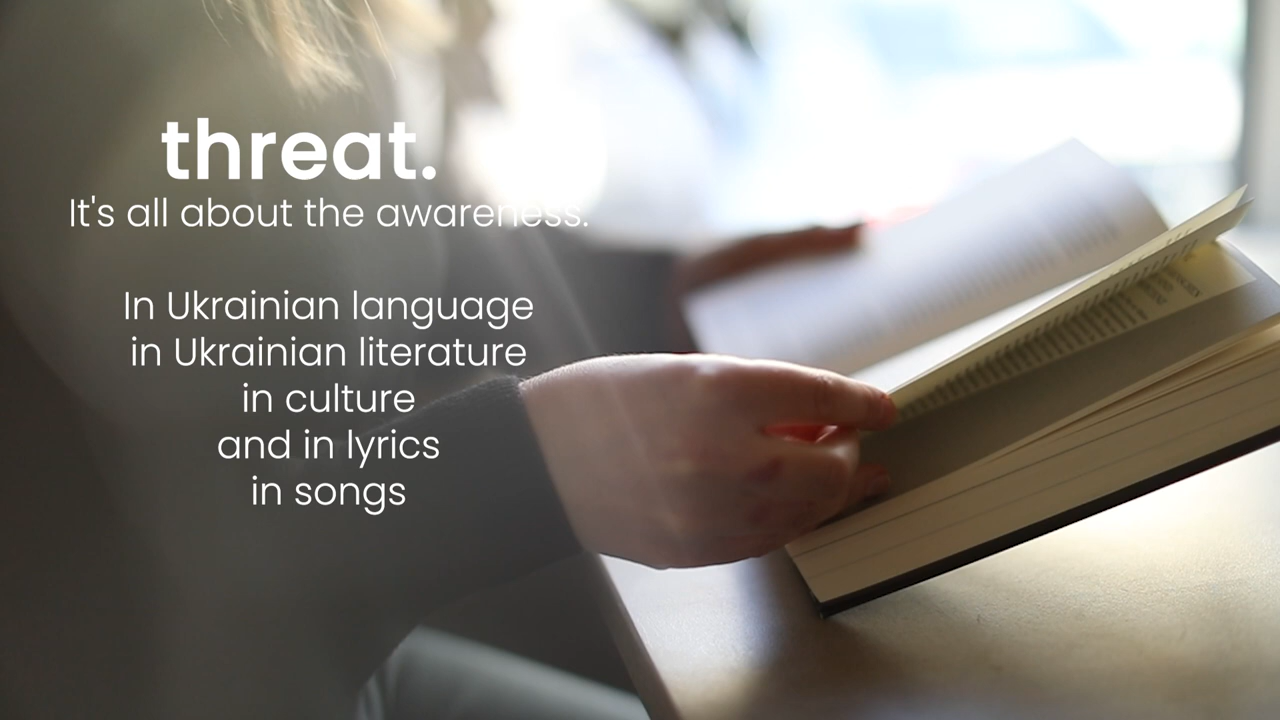 threat.
It's all about the awareness.
In Ukrainian language
in Ukrainian literature
in culture
and in lyrics
in songs